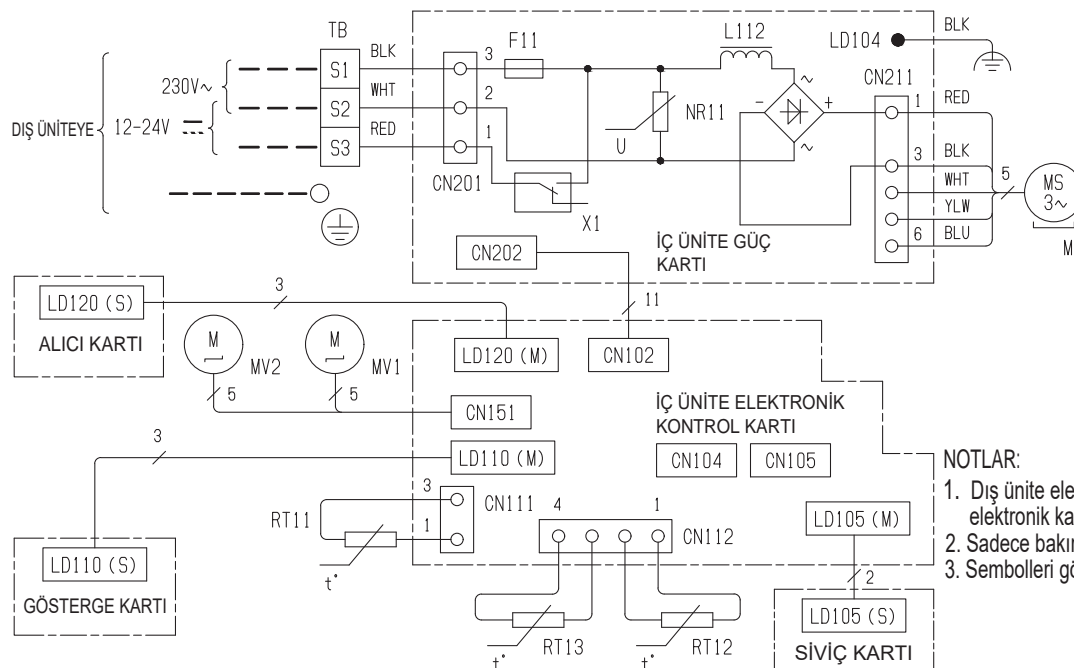 TB
BLK
S1
WHT
S2
RED
S3
230V~
12-24V
DIŞ ÜNİTEYE
3
2
1
CN201
F11
L112
LD104
BLK
U
NR11
~
-
+
~
X1
CN211
1
RED
3
BLK
WHT
YLW
6
BLU
5
MS
3~
M
İÇ ÜNİTE GÜÇ
KARTI
CN202
11
LD120 (S)
ALICI KARTI
3
M
MV2
5
M
MV1
5
LD120 (M)
CN102
CN151
İÇ ÜNİTE ELEKTRONİK
KONTROL KARTI
CN104
CN105
LD110 (M)
3
LD110 (S)
GÖSTERGE KARTI
3
CN111
1
RT11
t°
4
1
CN112
RT13
t°
RT12
t°
LD105 (M)
2
LD105 (S)
SİVİÇ KARTI
NOTLAR:
1. Dış ünite ele
elektronik ka
2. Sadece bakır
3. Sembolleri gö